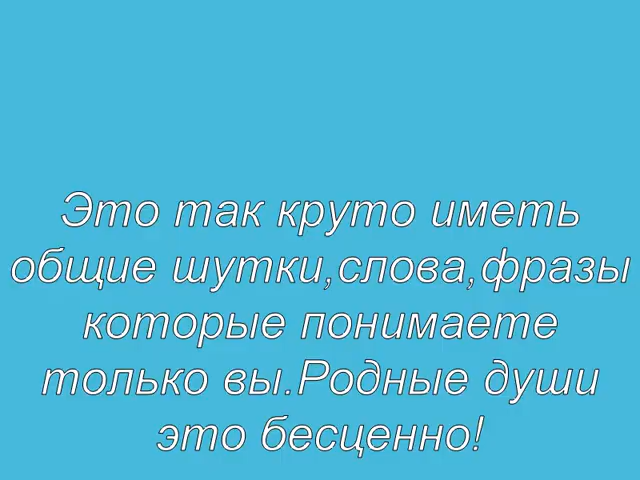 Это так круто иметь
общие шутки,слова,фразы
которые понимаете
только вы.Родные души
это бесценно!